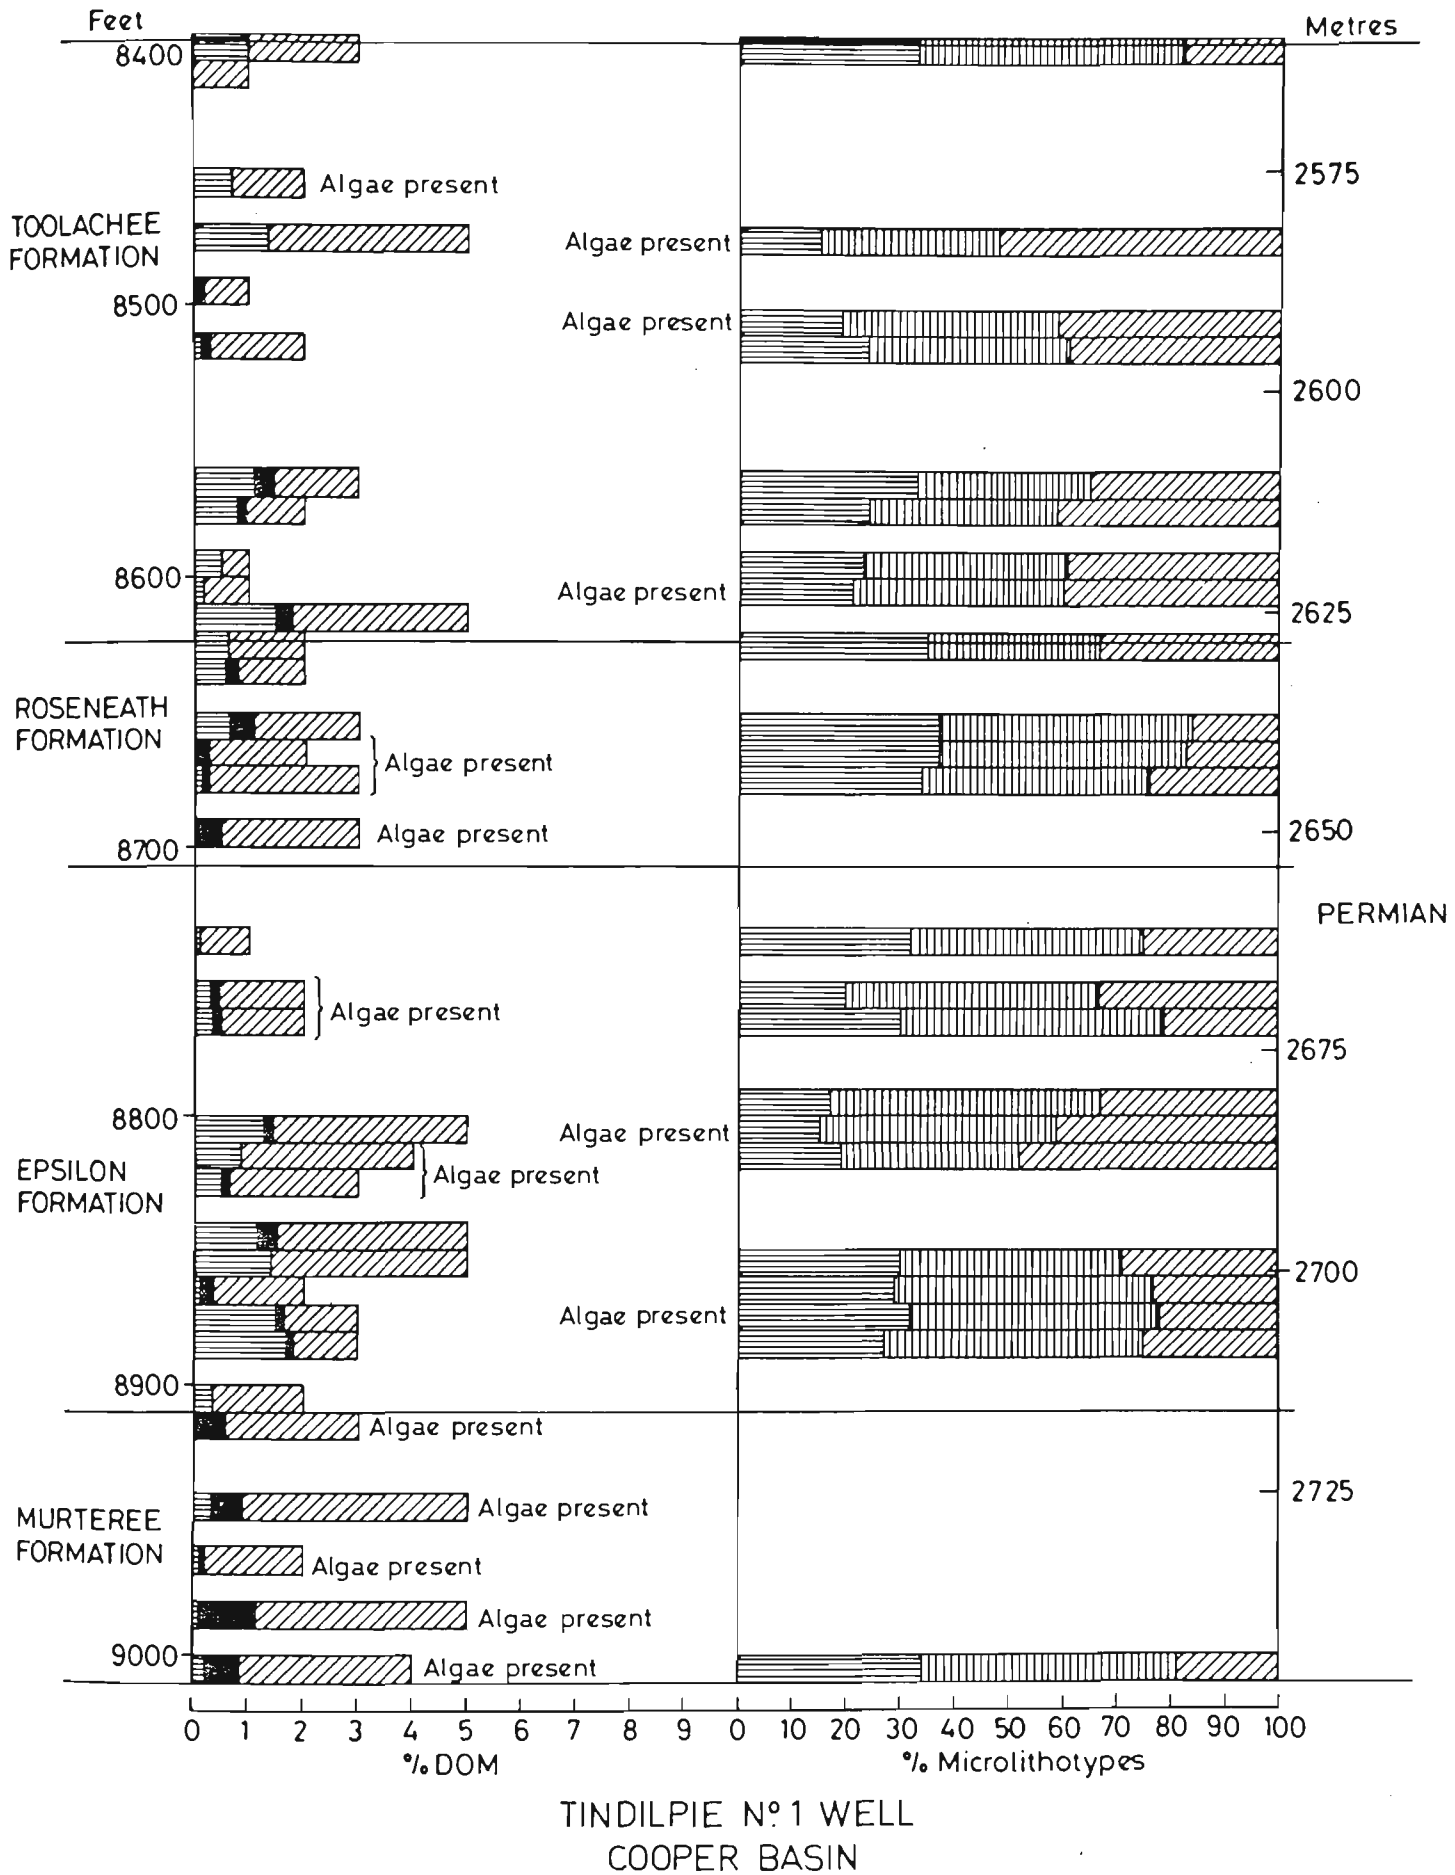 Feet
Metres
8400
2575
Algae present
TOOLACHEE
FORMATION
Algae present
8500
Algae present
2600
8600
Algae present
2625
ROSENEATH
FORMATION
Algae present
Algae present
8700
2650
PERMIAN
Algae present
2675
8800
Algae present
EPSILON
FORMATION
Algae present
2700
Algae present
8900
Algae present
2725
MURTEREE
FORMATION
Algae present
Algae present
Algae present
9000
Algae present
0 1 2 3 4 5 6 7 8 9 0 10 20 30 40 50 60 70 80 90 100
% DOM
% Microlithotypes
TINDILPIE Nº 1 WELL
COOPER BASIN